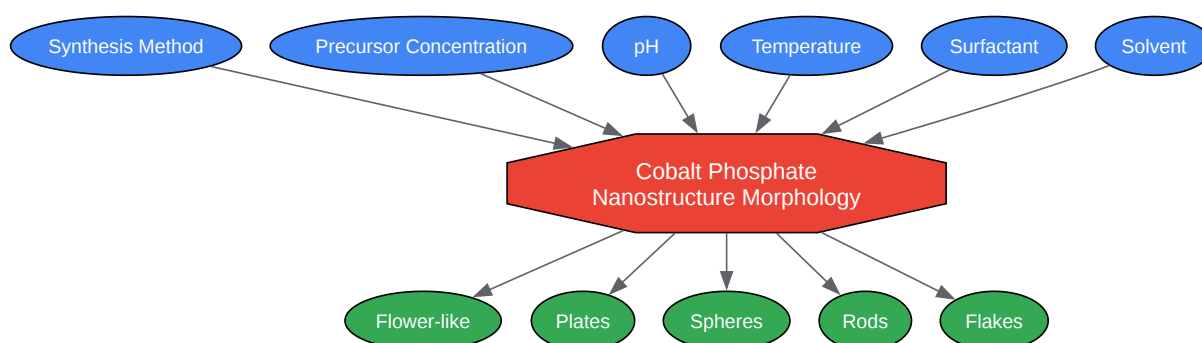 Synthesis Method
Precursor Concentration
pH
Temperature
Surfactant
Solvent
Cobalt Phosphate
Nanostructure Morphology
Flower-like
Plates
Spheres
Rods
Flakes